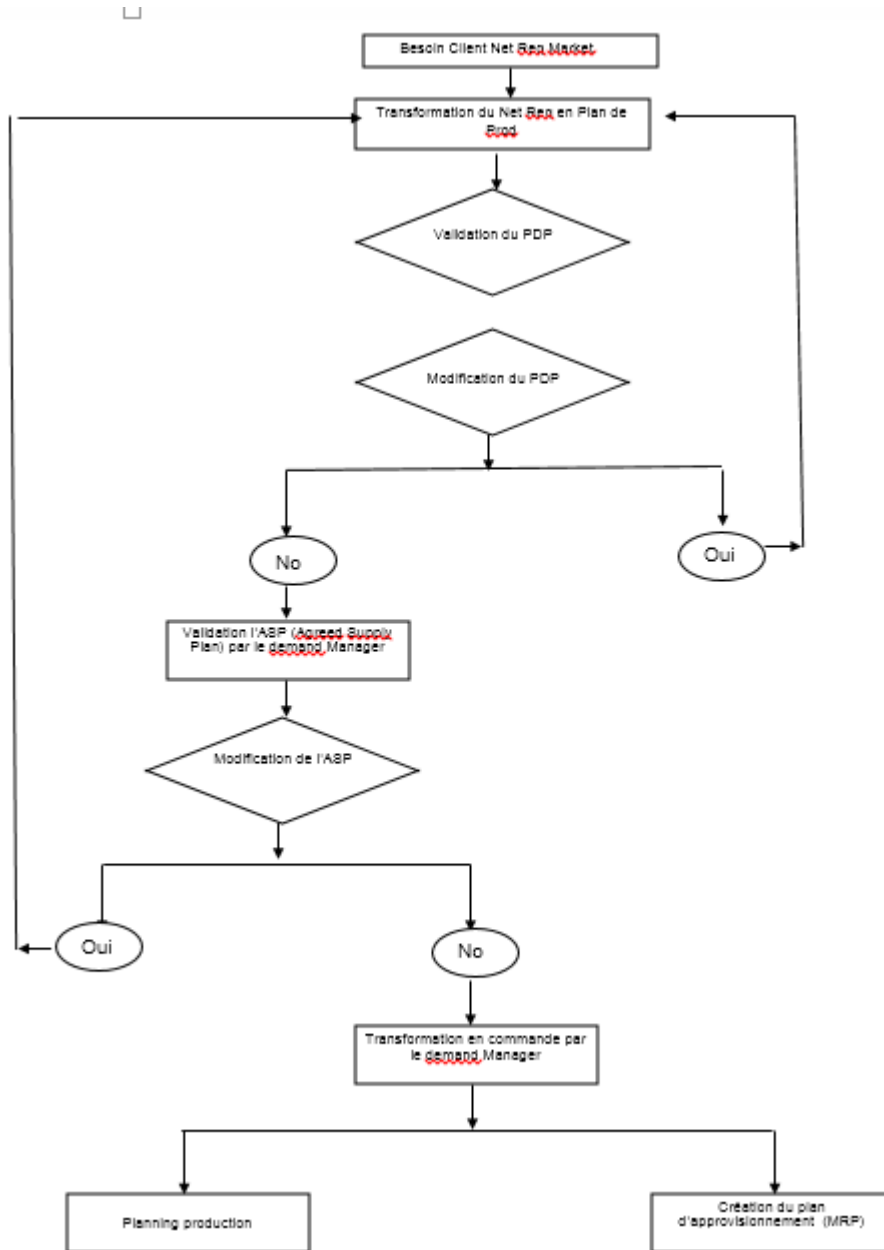 Besoin Client Net Req Market
Transformation du Net Req en Plan de
Prod
Validation du PDP
Modification du PDP
No
Oui
Validation l'ASP (Agreed Supply
Plan) par le demand Manager
Modification de l'ASP
Oui
No
Transformation en commande par
le demand Manager
Planning production
Création du plan
d'approvisionnement (MRP)